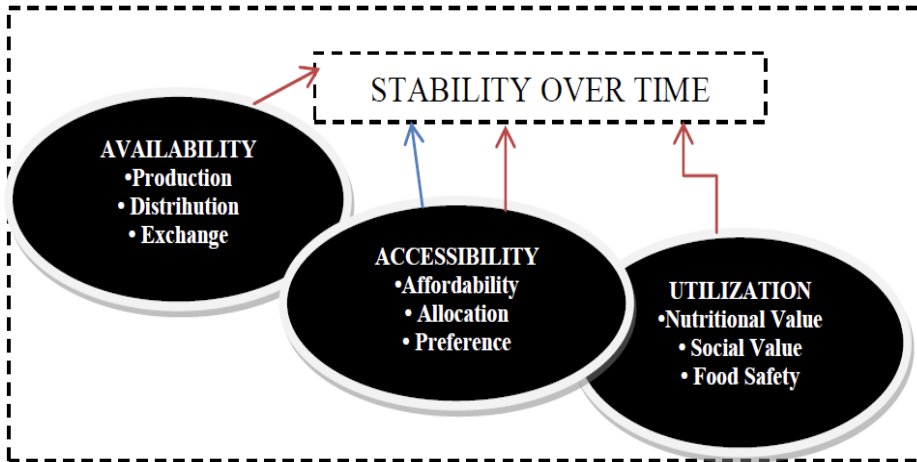 STABILITY OVER TIME
AVAILABILITY
•Production
• Distrihution
• Exchange
ACCESSIBILITY
•Affordability
• Allocation
• Preference
UTILIZATION
•Nutritional Value
• Social Value
• Food Safety